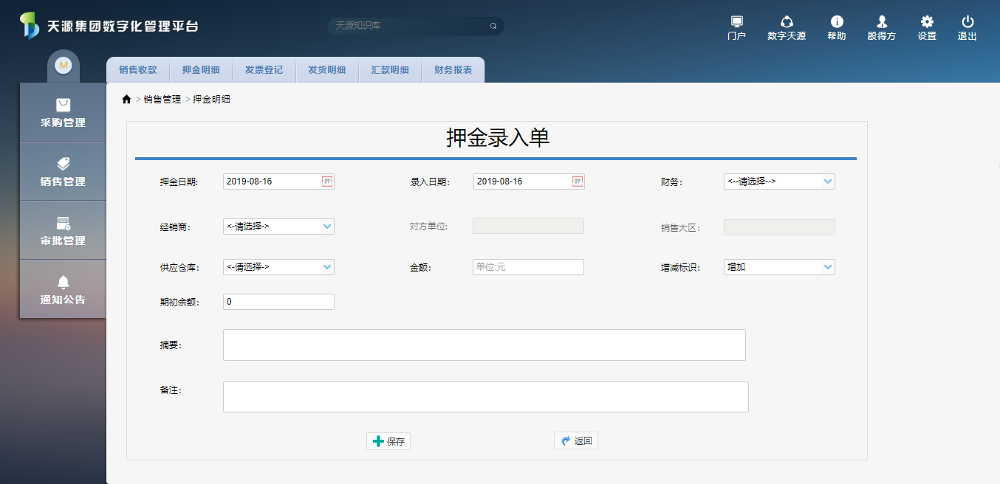 天源集团数字化管理平台
天源知识库
门户 数字天源 帮助 殷得方 设置 退出
M
销售收款 押金明细 发票登记 发货明细 汇款明细 财务报表
采购管理
销售管理
审批管理
通知公告
> 销售管理 > 押金明细
押金录入单
押金日期: 2019-08-16 27 录入日期: 2019-08-16 27 财务: <--请选择-->
经销商: <-请选择-> 对方单位: 销售大区:
供应仓库: <-请选择-> 金额: 单位:元 增减标识: 增加
期初余额: 0
摘要:
备注:
保存 返回